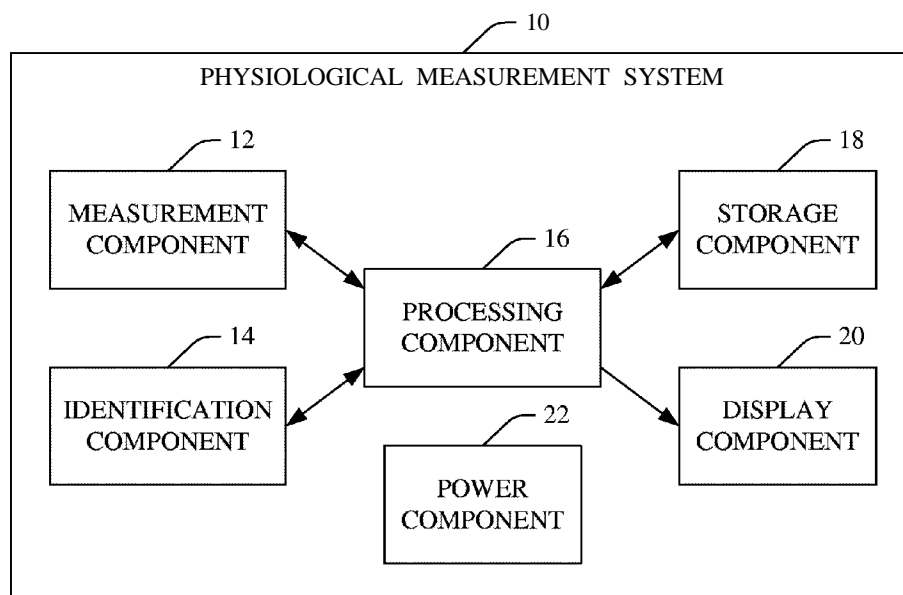 10
PHYSIOLOGICAL MEASUREMENT SYSTEM
12
MEASUREMENT
COMPONENT
18
STORAGE
COMPONENT
16
PROCESSING
COMPONENT
14
IDENTIFICATION
COMPONENT
20
DISPLAY
COMPONENT
22
POWER
COMPONENT